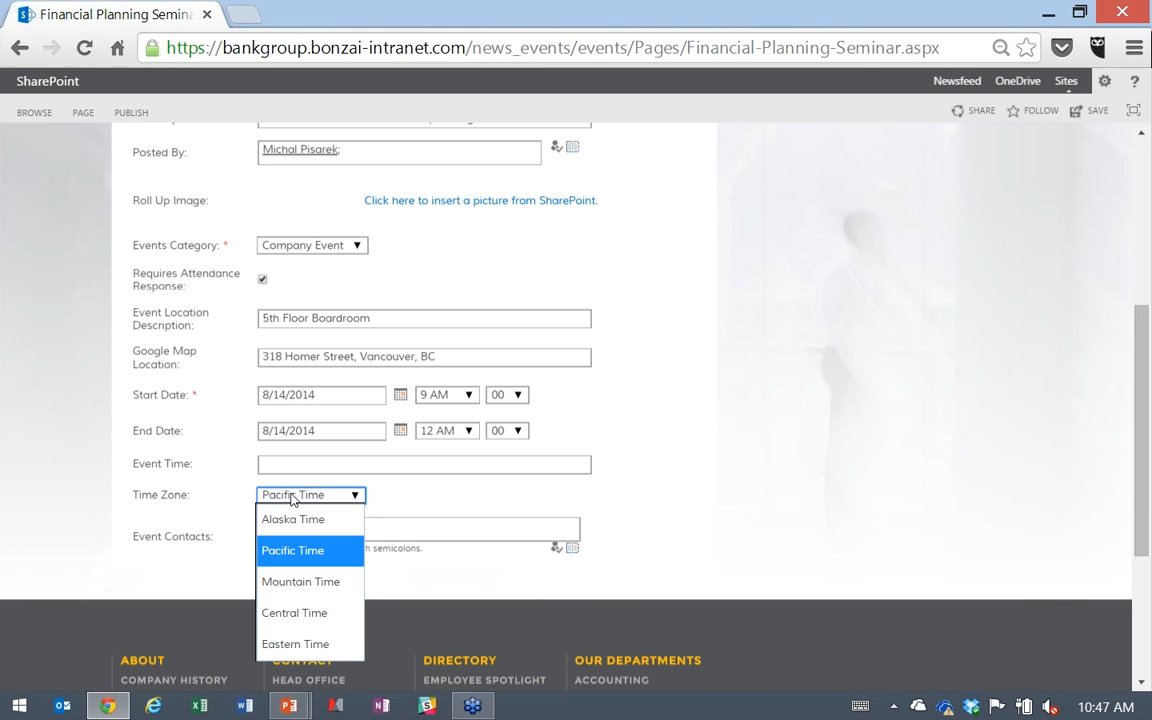 Financial Planning Semina
https://bankgroup.bonzai-intranet.com/news_events/events/Pages/Financial-Planning-Seminar.aspx
SharePoint
Newsfeed OneDrive Sites
BROWSE PAGE PUBLISH
SHARE FOLLOW SAVE
Posted By:
Michal Pisarek;
Roll Up Image:
Click here to insert a picture from SharePoint.
Events Category: *
Company Event
Requires Attendance
Response:
Event Location
Description:
5th Floor Boardroom
Google Map
Location:
318 Homer Street, Vancouver, BC
Start Date: *
8/14/2014 9 AM 00
End Date:
8/14/2014 12 AM 00
Event Time:
Time Zone:
Pacific Time
Alaska Time
Pacific Time
Mountain Time
Central Time
Eastern Time
Event Contacts:
semicolons.
ABOUT
CONTACT
DIRECTORY
OUR DEPARTMENTS
COMPANY HISTORY
HEAD OFFICE
EMPLOYEE SPOTLIGHT
ACCOUNTING
10:47 AM